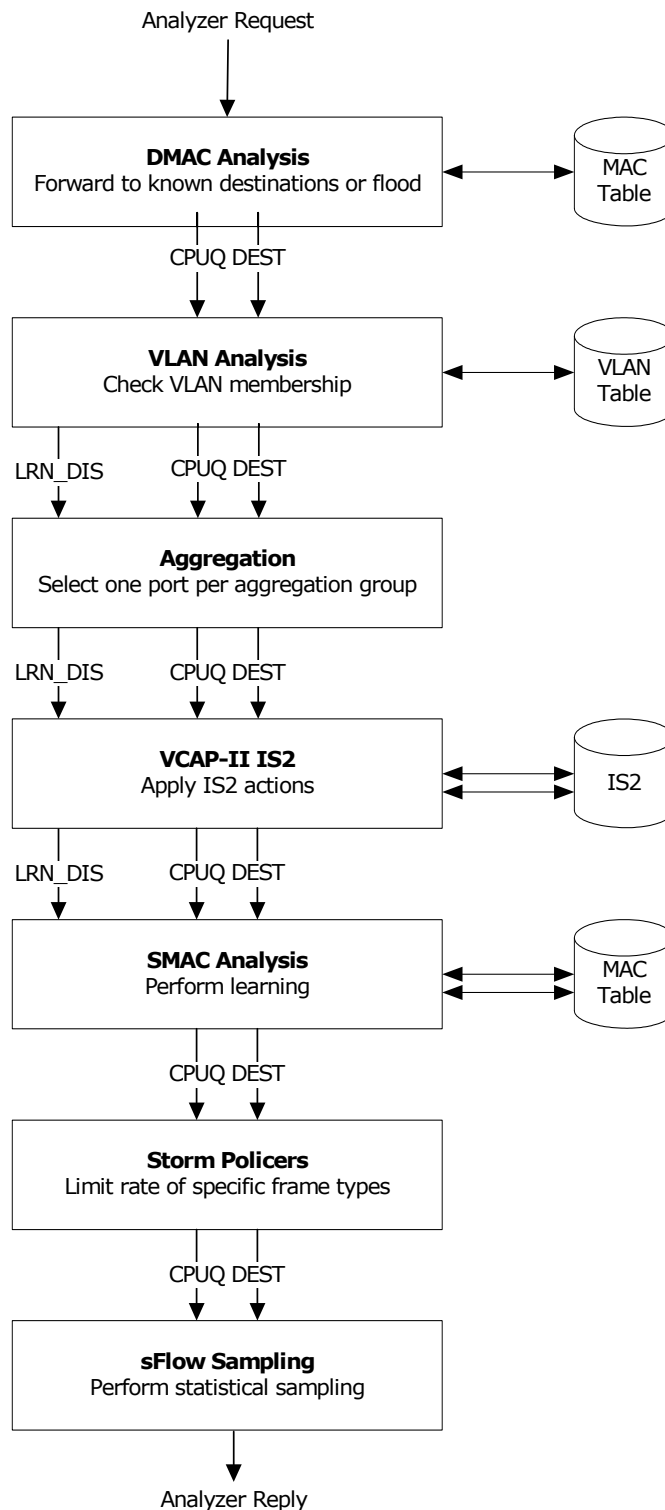 Analyzer Request
DMAC Analysis
Forward to known destinations or flood
MAC
Table
CPUQ DEST
VLAN Analysis
Check VLAN membership
VLAN
Table
LRN_DIS
CPUQ DEST
Aggregation
Select one port per aggregation group
LRN_DIS
CPUQ DEST
VCAP-II IS2
Apply IS2 actions
IS2
LRN_DIS
CPUQ DEST
SMAC Analysis
Perform learning
MAC
Table
CPUQ DEST
Storm Policers
Limit rate of specific frame types
CPUQ DEST
sFlow Sampling
Perform statistical sampling
Analyzer Reply